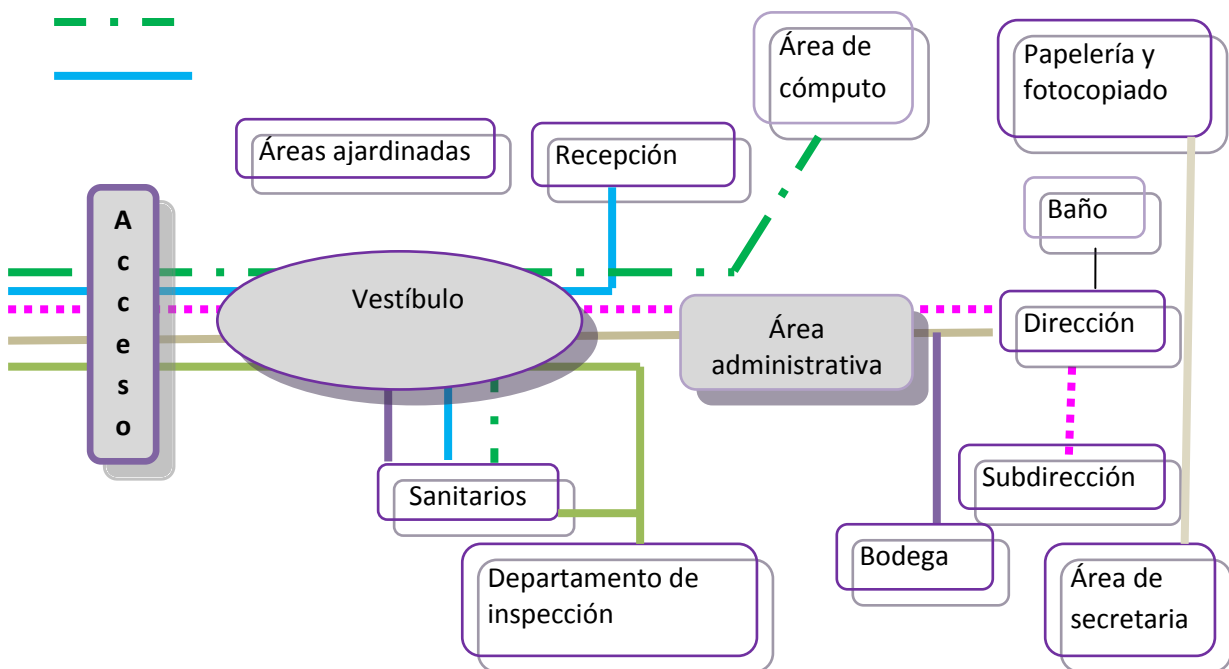 Área de
cómputo
Papelería y
fotocopiado
Áreas ajardinadas
Recepción
Acceso
Baño
Vestíbulo
Área
administrativa
Dirección
Sanitarios
Subdirección
Departamento de
inspección
Bodega
Área de
secretaria